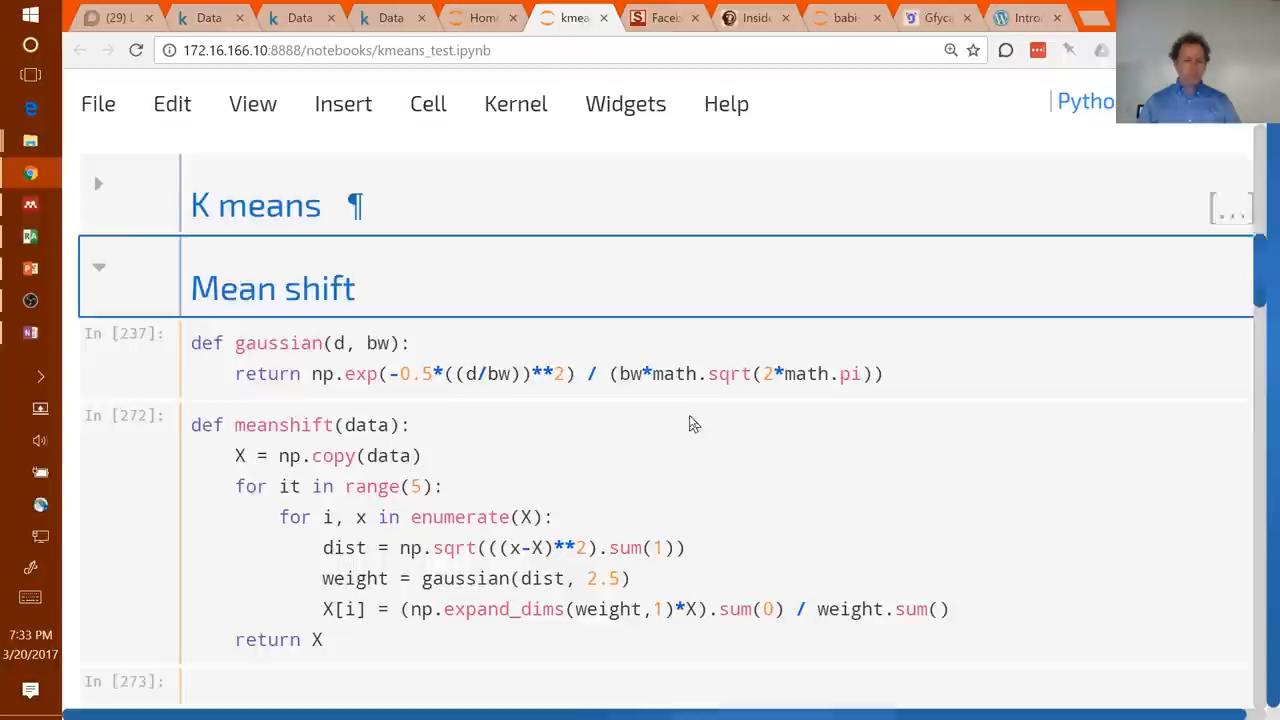 (29) L
Data
Data
Data
Home
kmea
Faceb
Inside
babi-
Gfyca
Intro
172.16.166.10:8888/notebooks/kmeans_test.ipynb
File Edit View Insert Cell Kernel Widgets Help
Pytho
K means ¶
[...]
Mean shift
In [237]:
def gaussian(d, bw):
    return np.exp(-0.5*((d/bw))**2) / (bw*math.sqrt(2*math.pi))
In [272]:
def meanshift(data):
    X = np.copy(data)
    for it in range(5):
        for i, x in enumerate(X):
            dist = np.sqrt(((x-X)**2).sum(1))
            weight = gaussian(dist, 2.5)
            X[i] = (np.expand_dims(weight,1)*X).sum(0) / weight.sum()
    return X
In [273]:
7:33 PM
3/20/2017